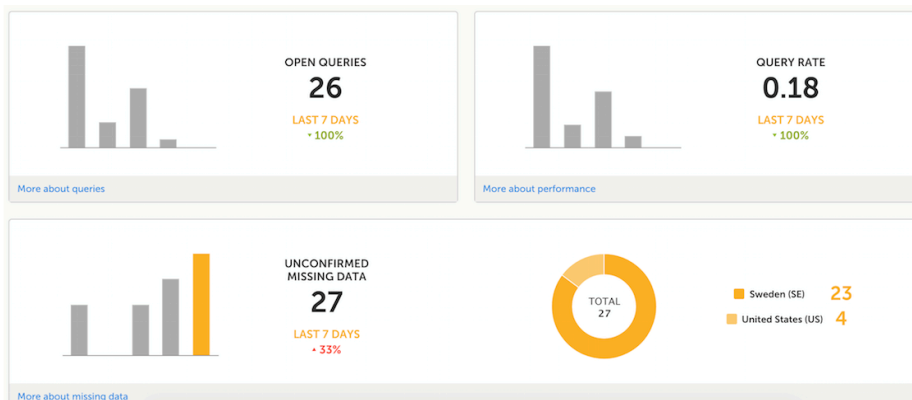 OPEN QUERIES
26
LAST 7 DAYS
▾ 100%
More about queries
QUERY RATE
0.18
LAST 7 DAYS
▾ 100%
More about performance
UNCONFIRMED
MISSING DATA
27
LAST 7 DAYS
▴ 33%
TOTAL
27
Sweden (SE) 23
United States (US) 4
More about missing data